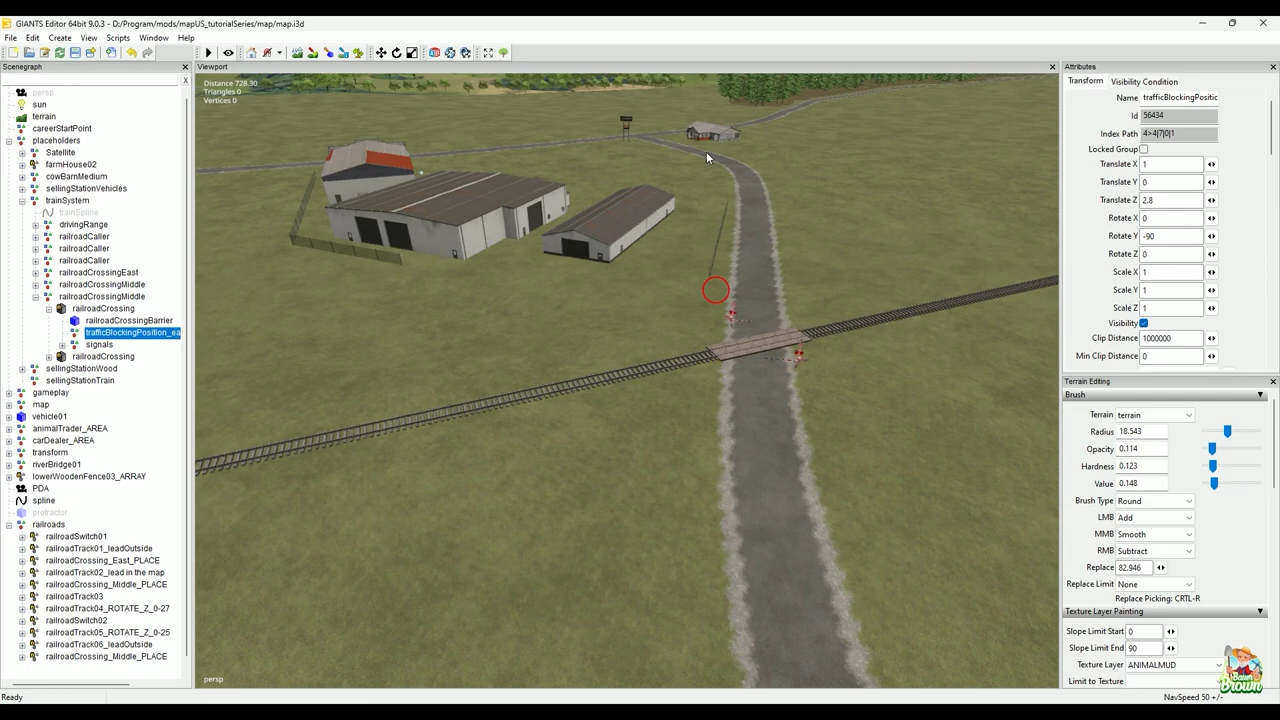 GIANTS Editor 64bit 9.0.3 - D:/Program/mods/mapUS_tutorialSeries/map/map.i3d
File Edit Create View Scripts Window Help
Scenegraph
X
persp
sun
terrain
careerStartPoint
placeholders
Satellite
farmHouse02
cowBarnMedium
sellingStationVehicles
trainSystem
trainSpline
drivingRange
railroadCaller
railroadCaller
railroadCaller
railroadCrossingEast
railroadCrossingMiddle
railroadCrossingMiddle
railroadCrossing
railroadCrossingBarrier
trafficBlockingPosition_ea
signals
railroadCrossing
sellingStationWood
sellingStationTrain
gameplay
map
vehicle01
animalTrader_AREA
carDealer_AREA
transform
riverBridge01
lowerWoodenFence03_ARRAY
PDA
spline
protractor
railroads
railroadSwitch01
railroadTrack01_leadOutside
railroadCrossing_East_PLACE
railroadTrack02_lead in the map
railroadCrossing_Middle_PLACE
railroadTrack03
railroadTrack04_ROTATE_Z_0-27
railroadSwitch02
railroadTrack05_ROTATE_Z_0-25
railroadTrack06_leadOutside
railroadCrossing_Middle_PLACE
Ready
Viewport
Distance 728.30
Triangles 0
Vertices 0
persp
Attributes
Transform Visibility Condition
Name trafficBlockingPositic
Id 56434
Index Path 4>4|7|0|1
Locked Group
Translate X 1
Translate Y 0
Translate Z 2.8
Rotate X 0
Rotate Y -90
Rotate Z 0
Scale X 1
Scale Y 1
Scale Z 1
Visibility
Clip Distance 1000000
Min Clip Distance 0
Terrain Editing
Brush
Terrain terrain
Radius 18.543
Opacity 0.114
Hardness 0.123
Value 0.148
Brush Type Round
LMB Add
MMB Smooth
RMB Subtract
Replace 82.946
Replace Limit None
Replace Picking: CRTL-R
Texture Layer Painting
Slope Limit Start 0
Slope Limit End 90
Texture Layer ANIMALMUD
Limit to Texture
Bauer
Brown
NavSpeed 50 +/-